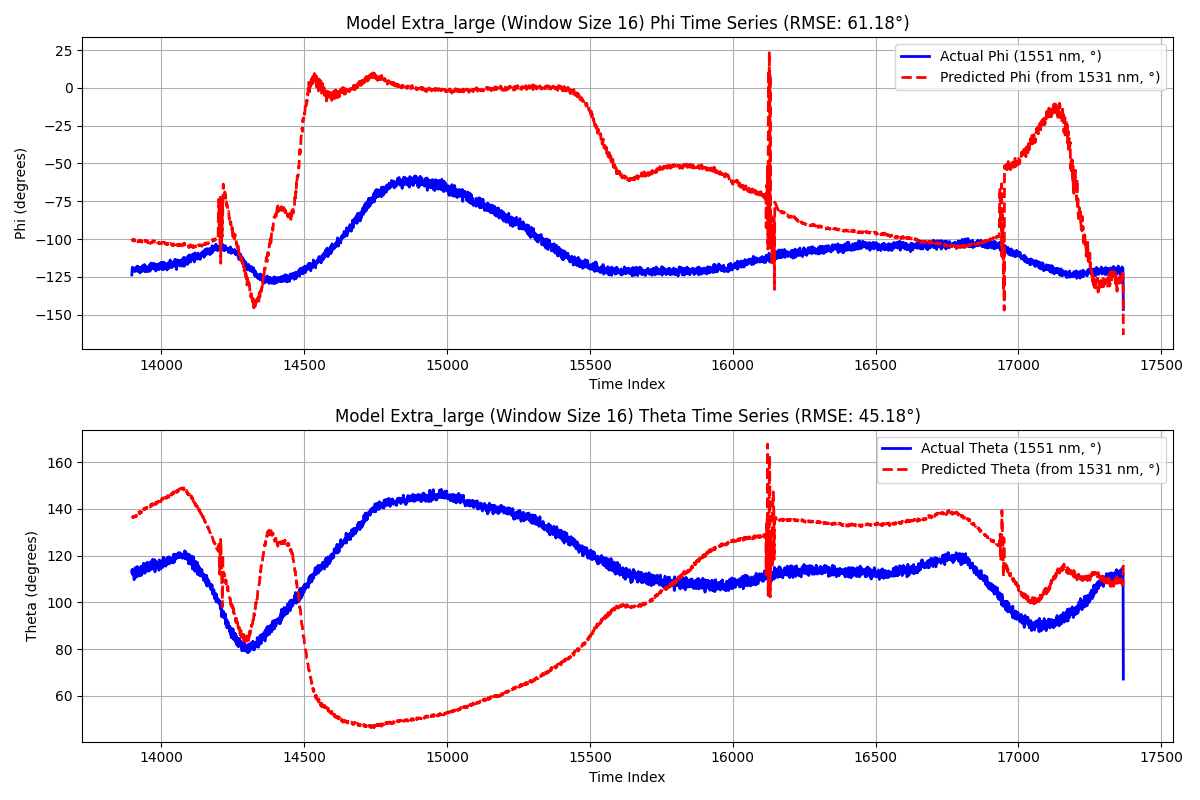 Model Extra_large (Window Size 16) Phi Time Series (RMSE: 61.18°)
25
0
−25
−50
−75
−100
−125
−150
Phi (degrees)
Actual Phi (1551 nm, °)
Predicted Phi (from 1531 nm, °)
14000 14500 15000 15500 16000 16500 17000 17500
Time Index
Model Extra_large (Window Size 16) Theta Time Series (RMSE: 45.18°)
160
140
120
100
80
60
Theta (degrees)
Actual Theta (1551 nm, °)
Predicted Theta (from 1531 nm, °)
14000 14500 15000 15500 16000 16500 17000 17500
Time Index